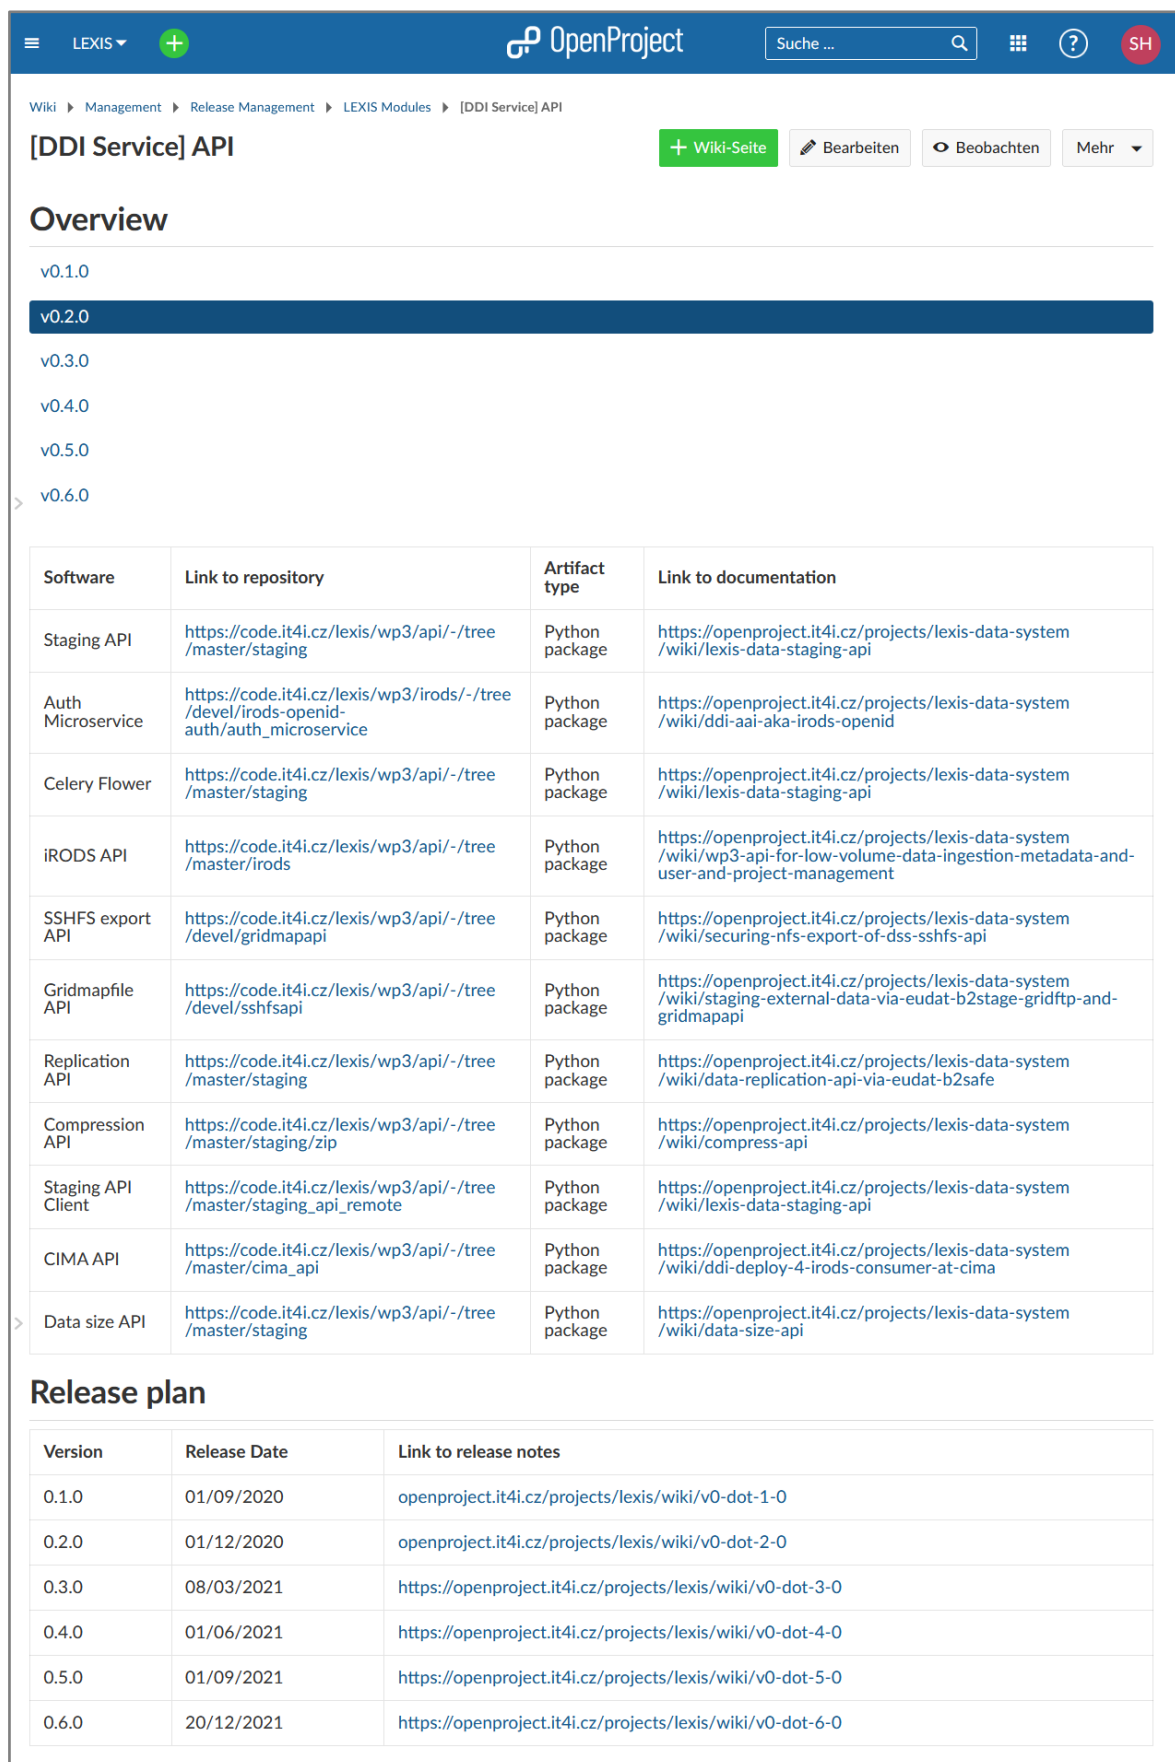 LEXIS
OpenProject
Suche ...
SH
Wiki Management Release Management LEXIS Modules [DDI Service] API
[DDI Service] API
Wiki-Seite
Bearbeiten
Beobachten
Mehr
Overview
v0.1.0
v0.2.0
v0.3.0
v0.4.0
v0.5.0
v0.6.0
Software
Link to repository
Artifact
type
Link to documentation
Staging API
https://code.it4i.cz/lexis/wp3/api/-/tree
/master/staging
Python
package
https://openproject.it4i.cz/projects/lexis-data-system
/wiki/lexis-data-staging-api
Auth
Microservice
https://code.it4i.cz/lexis/wp3/irods/-/tree
/devel/irods-openid-
auth/auth_microservice
Python
package
https://openproject.it4i.cz/projects/lexis-data-system
/wiki/ddi-aai-aka-irods-openid
Celery Flower
https://code.it4i.cz/lexis/wp3/api/-/tree
/master/staging
Python
package
https://openproject.it4i.cz/projects/lexis-data-system
/wiki/lexis-data-staging-api
iRODS API
https://code.it4i.cz/lexis/wp3/api/-/tree
/master/irods
Python
package
https://openproject.it4i.cz/projects/lexis-data-system
/wiki/wp3-api-for-low-volume-data-ingestion-metadata-and-
user-and-project-management
SSHFS export
API
https://code.it4i.cz/lexis/wp3/api/-/tree
/devel/gridmapapi
Python
package
https://openproject.it4i.cz/projects/lexis-data-system
/wiki/securing-nfs-export-of-dss-sshfs-api
Gridmapfile
API
https://code.it4i.cz/lexis/wp3/api/-/tree
/devel/sshfsapi
Python
package
https://openproject.it4i.cz/projects/lexis-data-system
/wiki/staging-external-data-via-eudat-b2stage-gridftp-and-
gridmapapi
Replication
API
https://code.it4i.cz/lexis/wp3/api/-/tree
/master/staging
Python
package
https://openproject.it4i.cz/projects/lexis-data-system
/wiki/data-replication-api-via-eudat-b2safe
Compression
API
https://code.it4i.cz/lexis/wp3/api/-/tree
/master/staging/zip
Python
package
https://openproject.it4i.cz/projects/lexis-data-system
/wiki/compress-api
Staging API
Client
https://code.it4i.cz/lexis/wp3/api/-/tree
/master/staging_api_remote
Python
package
https://openproject.it4i.cz/projects/lexis-data-system
/wiki/lexis-data-staging-api
CIMA API
https://code.it4i.cz/lexis/wp3/api/-/tree
/master/cima_api
Python
package
https://openproject.it4i.cz/projects/lexis-data-system
/wiki/ddi-deploy-4-irods-consumer-at-cima
Data size API
https://code.it4i.cz/lexis/wp3/api/-/tree
/master/staging
Python
package
https://openproject.it4i.cz/projects/lexis-data-system
/wiki/data-size-api
Release plan
Version Release Date Link to release notes
0.1.0 01/09/2020 openproject.it4i.cz/projects/lexis/wiki/v0-dot-1-0
0.2.0 01/12/2020 openproject.it4i.cz/projects/lexis/wiki/v0-dot-2-0
0.3.0 08/03/2021 https://openproject.it4i.cz/projects/lexis/wiki/v0-dot-3-0
0.4.0 01/06/2021 https://openproject.it4i.cz/projects/lexis/wiki/v0-dot-4-0
0.5.0 01/09/2021 https://openproject.it4i.cz/projects/lexis/wiki/v0-dot-5-0
0.6.0 20/12/2021 https://openproject.it4i.cz/projects/lexis/wiki/v0-dot-6-0